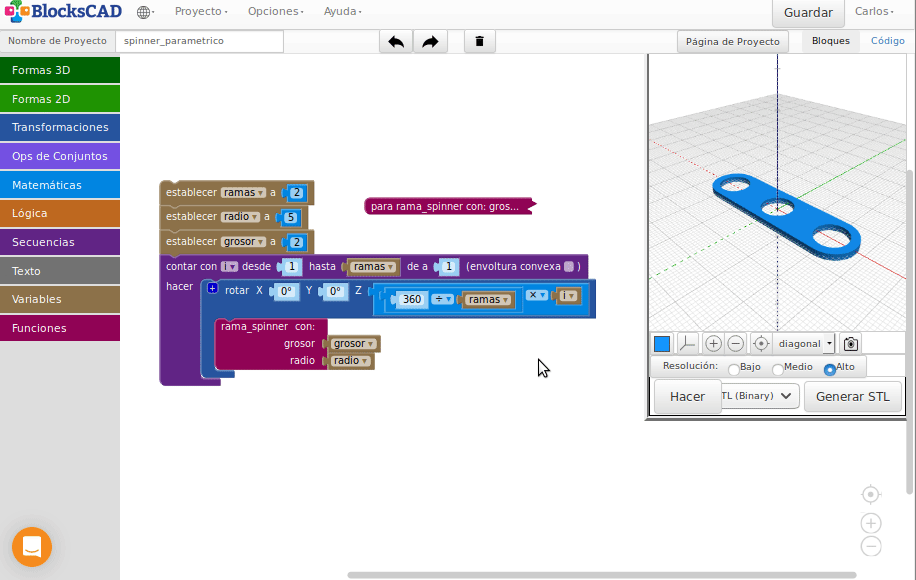 BlocksCAD Proyecto Opciones Ayuda Guardar Carlos
Nombre de Proyecto spinner_parametrico Página de Proyecto Bloques Código
Formas 3D
Formas 2D
Transformaciones
Ops de Conjuntos
Matemáticas
Lógica
Secuencias
Texto
Variables
Funciones
establecer ramas a 2
establecer radio a 5
establecer grosor a 2
contar con i desde 1 hasta ramas de a 1 (envoltura convexa )
hacer rotar X 0° Y 0° Z 360 ÷ ramas × i
rama_spinner con:
grosor grosor
radio radio
para rama_spinner con: gros...
diagonal
Resolución: Bajo Medio Alto
Hacer TL (Binary) Generar STL